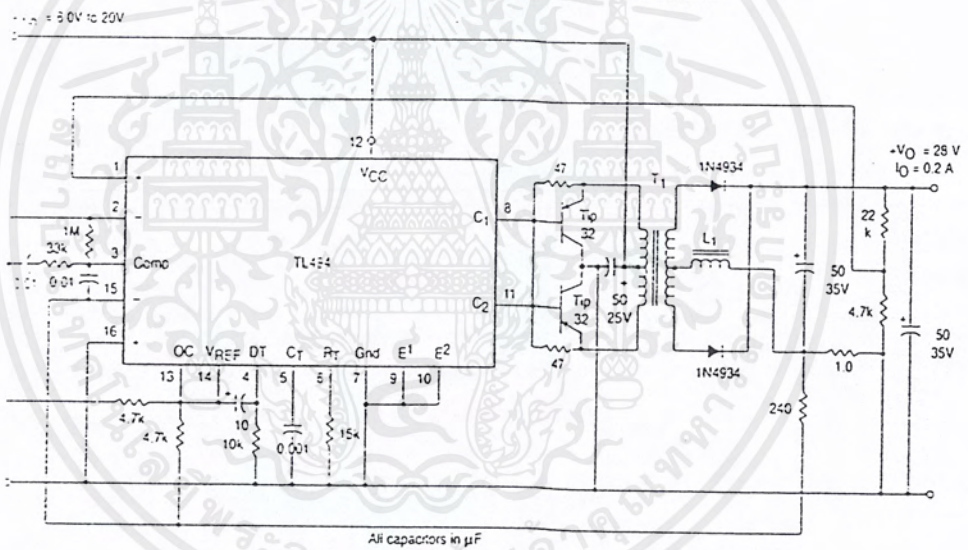 = 8.0V to 20V
12
VCC
1
2
3
15
16
1M
33k
0.01
Comp
TL494
C1
8
C2
11
47
47
Tip
32
Tip
32
50
25V
T1
1N4934
1N4934
L1
+VO = 28 V
IO = 0.2 A
22
k
50
35V
4.7k
50
35V
1.0
240
OC
VREF
DT
CT
RT
Gnd
E1
E2
13
14
4
5
6
7
9
10
4.7k
4.7k
10
10k
0.001
15k
All capacitors in µF